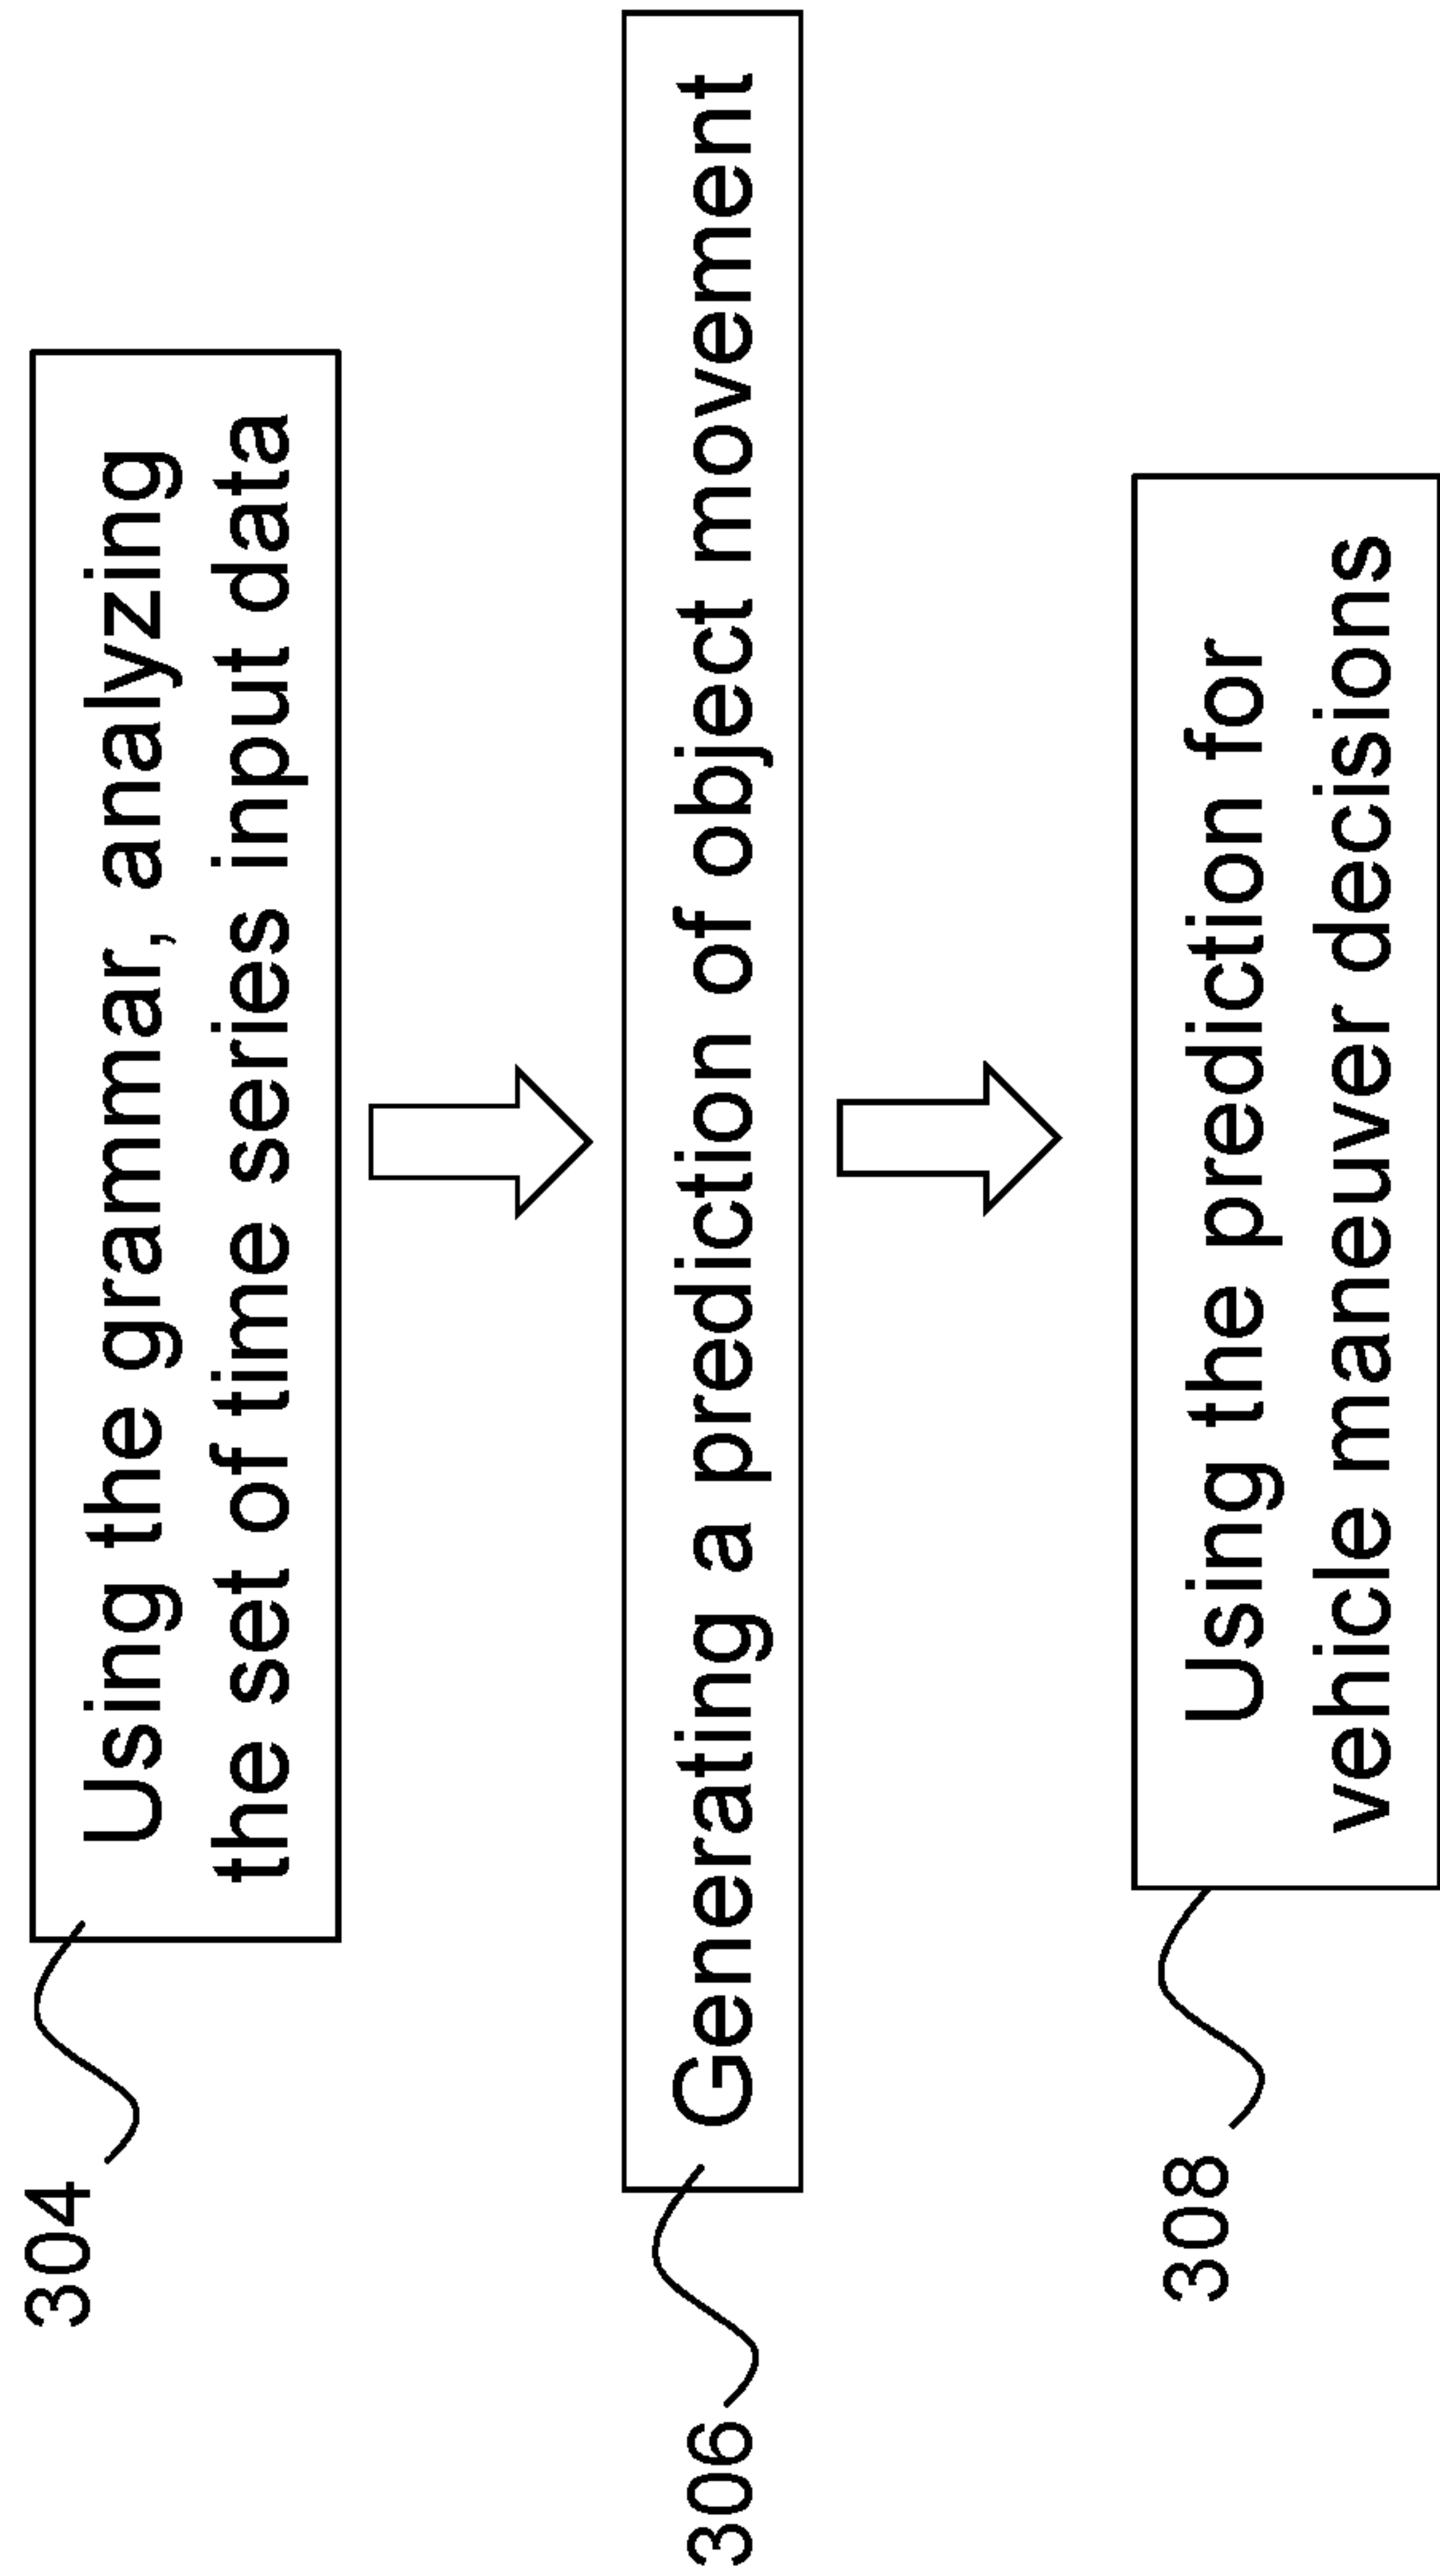 304
Using the grammar, analyzing
the set of time series input data
306
Generating a prediction of object movement
308
Using the prediction for
vehicle maneuver decisions